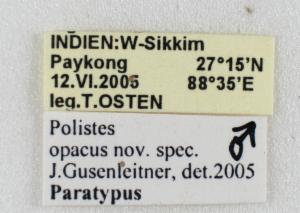 INDIEN:W-Sikkim
Paykong 27°15'N
12.VI.2005 88°35'E
leg.T.OSTEN
Polistes ♂
opacus nov. spec.
J.Gusenleitner, det.2005
Paratypus